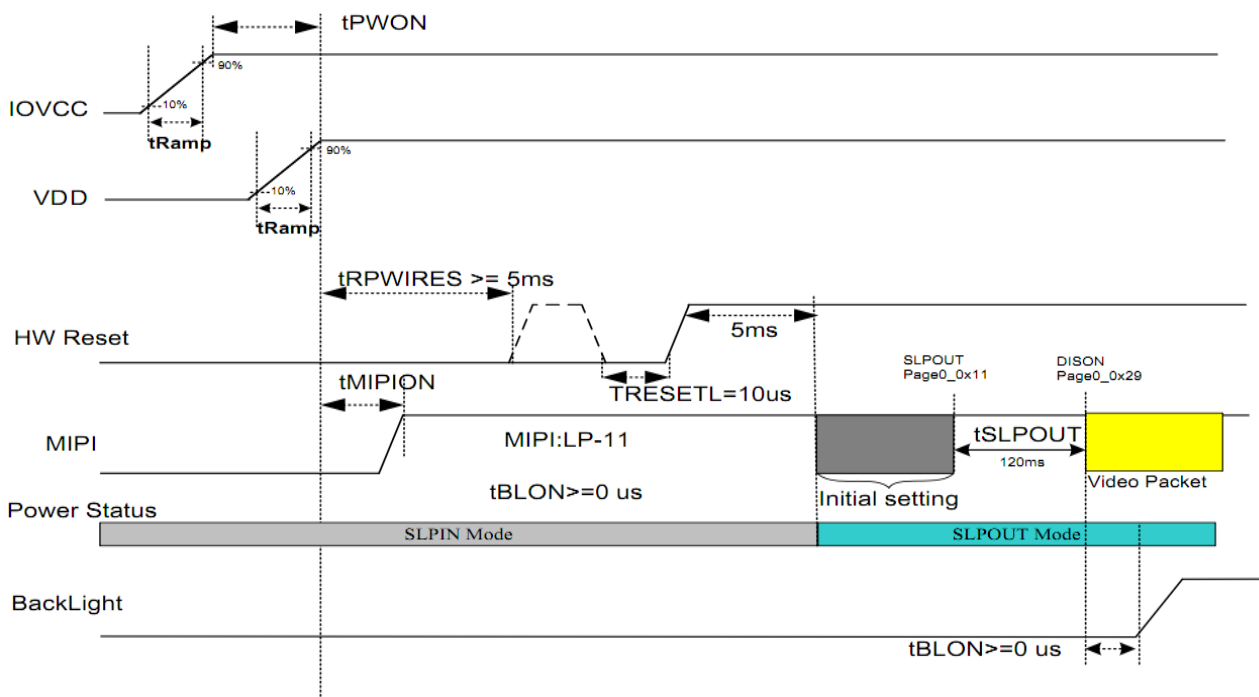 tPWON
90%
IOVCC
10%
tRamp
90%
VDD
10%
tRamp
tRPWIRES >= 5ms
HW Reset
5ms
SLPOUT
Page0_0x11
DISON
Page0_0x29
tMIPION
TRESETL=10us
MIPI
MIPI:LP-11
tSLPOUT
120ms
tBLON>=0 us
Initial setting
Video Packet
Power Status
SLPIN Mode
SLPOUT Mode
BackLight
tBLON>=0 us